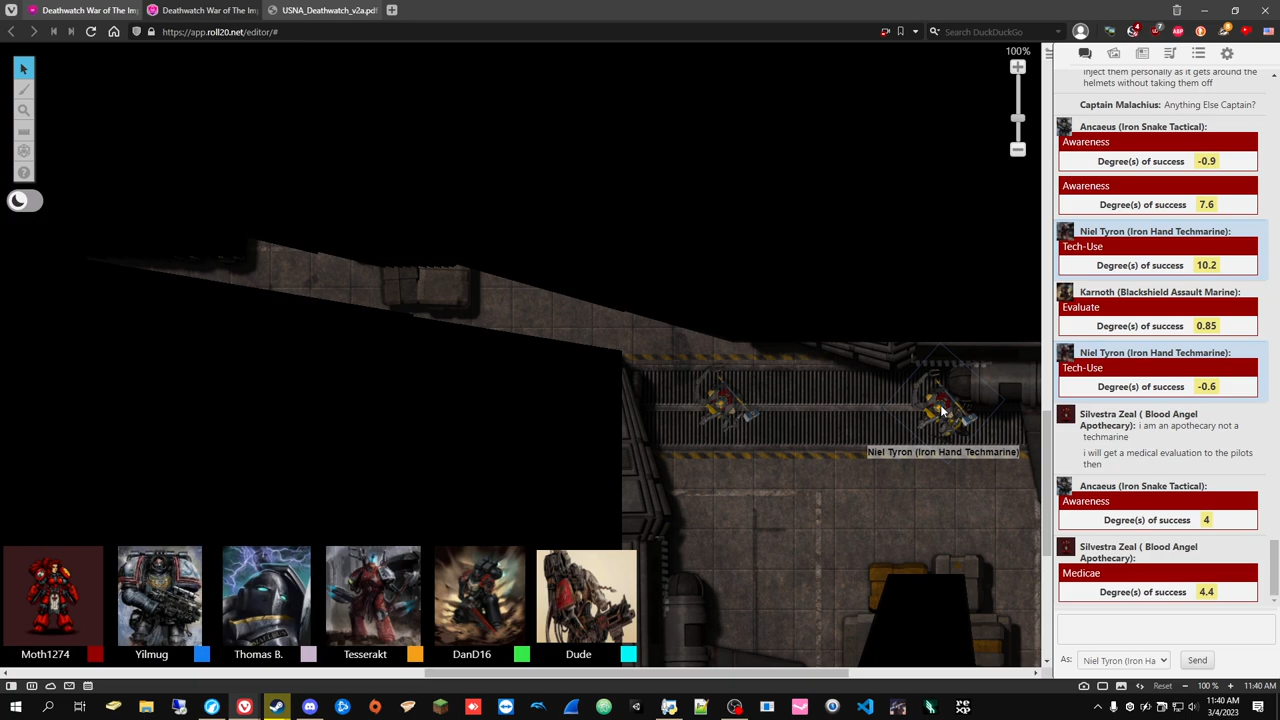 Deathwatch War of The Imp
Deathwatch War of The Imp
USNA_Deathwatch_v2a.pdf
https://app.roll20.net/editor/#
Search DuckDuckGo
100%
inject them personally as it gets around the
helmets without taking them off
Captain Malachius: Anything Else Captain?
Ancaeus (Iron Snake Tactical):
Awareness
Degree(s) of success -0.9
Awareness
Degree(s) of success 7.6
Niel Tyron (Iron Hand Techmarine):
Tech-Use
Degree(s) of success 10.2
Karnoth (Blackshield Assault Marine):
Evaluate
Degree(s) of success 0.85
Niel Tyron (Iron Hand Techmarine):
Tech-Use
Degree(s) of success -0.6
Silvestra Zeal ( Blood Angel
Apothecary): i am an apothecary not a
techmarine
i will get a medical evaluation to the pilots
then
Ancaeus (Iron Snake Tactical):
Awareness
Degree(s) of success 4
Silvestra Zeal ( Blood Angel
Apothecary):
Medicae
Degree(s) of success 4.4
Niel Tyron (Iron Hand Techmarine)
Moth1274
Yilmug
Thomas B.
Tesserakt
DanD16
Dude
As: Niel Tyron (Iron Ha
Send
Reset
100 %
11:40 AM
11:40 AM
3/4/2023